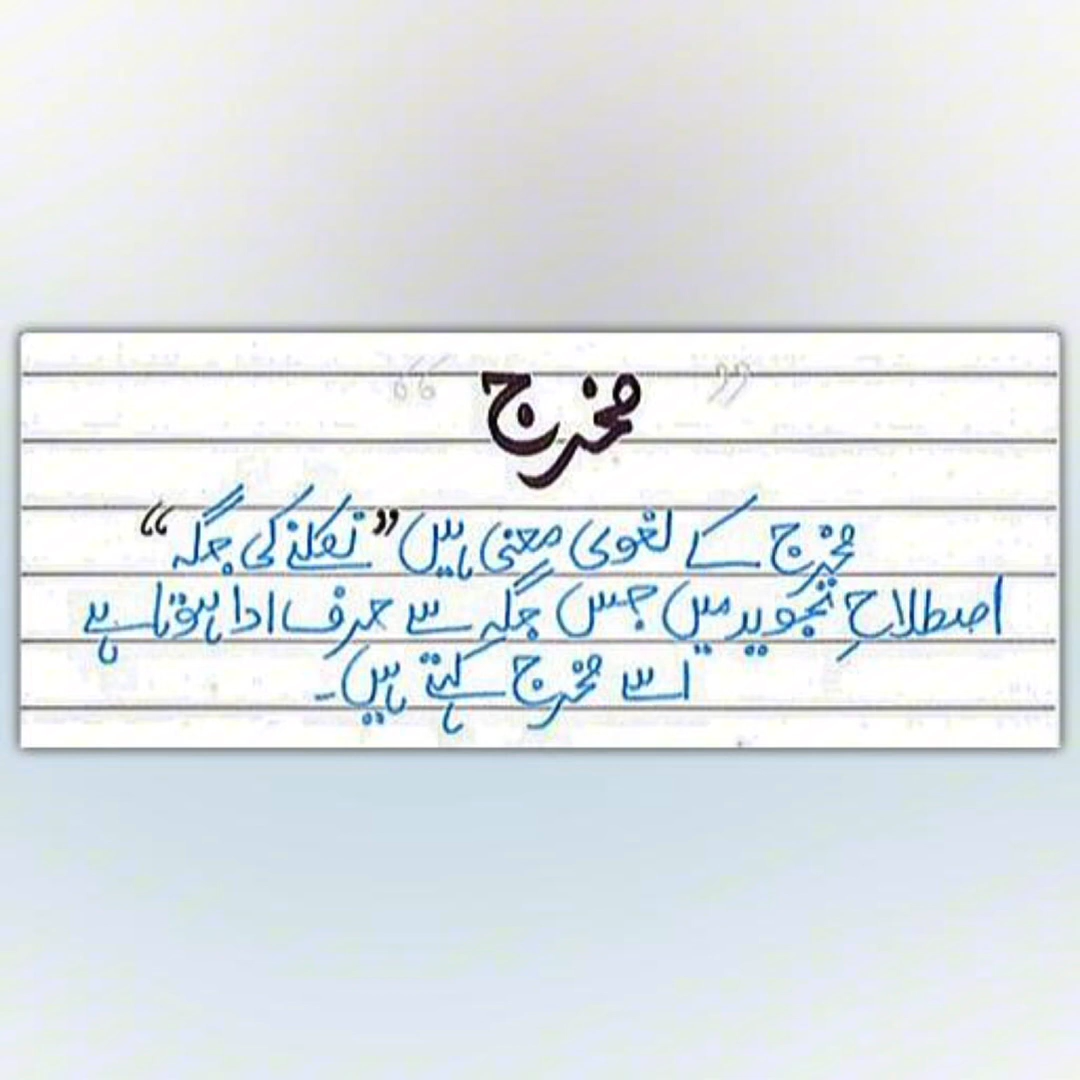 مخرج
مخرج کے لغوی معنی ہیں ”نکلنے کی جگہ“
اصطلاحِ تجوید میں جس جگہ سے حرف ادا ہوتا ہے
اسے مخرج کہتے ہیں۔